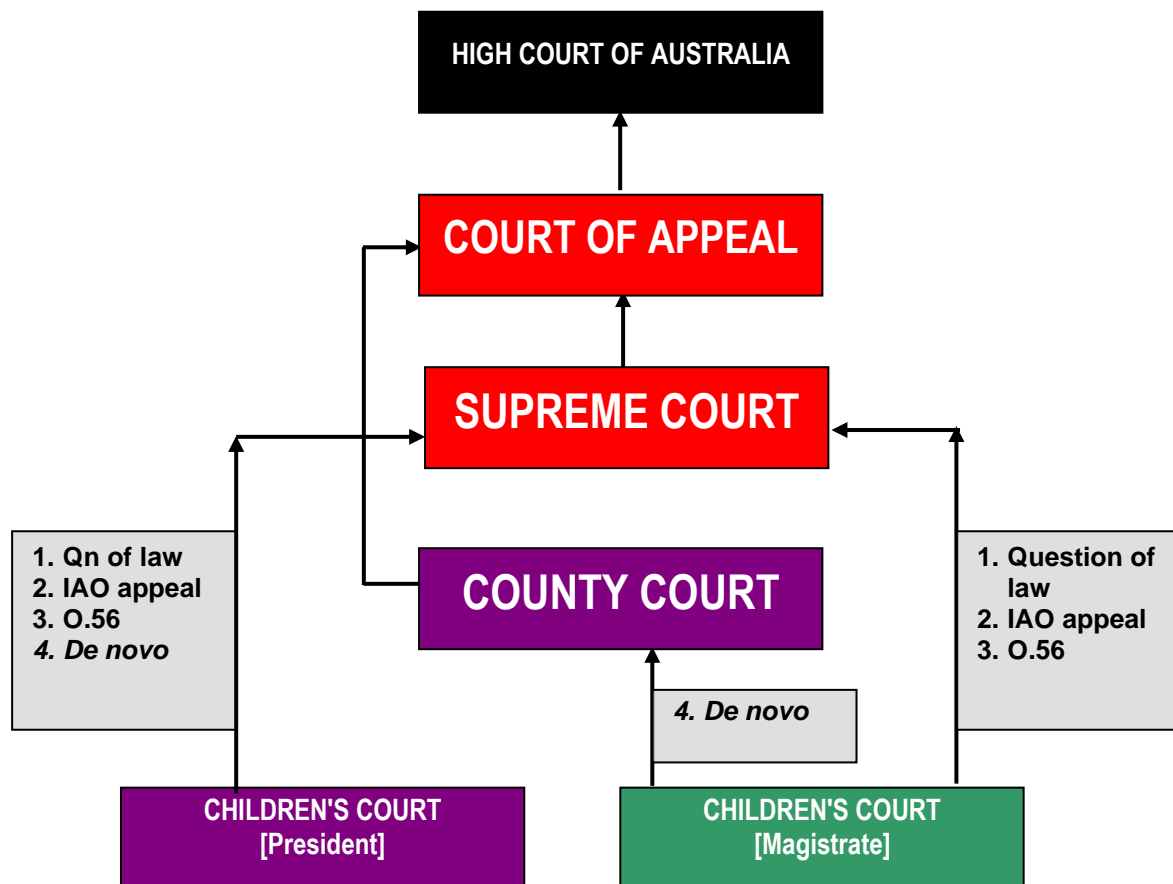 HIGH COURT OF AUSTRALIA
COURT OF APPEAL
SUPREME COURT
1. Qn of law
2. IAO appeal
3. O.56
4. De novo
COUNTY COURT
1. Question of
law
2. IAO appeal
3. O.56
4. De novo
CHILDREN'S COURT
[President]
CHILDREN'S COURT
[Magistrate]